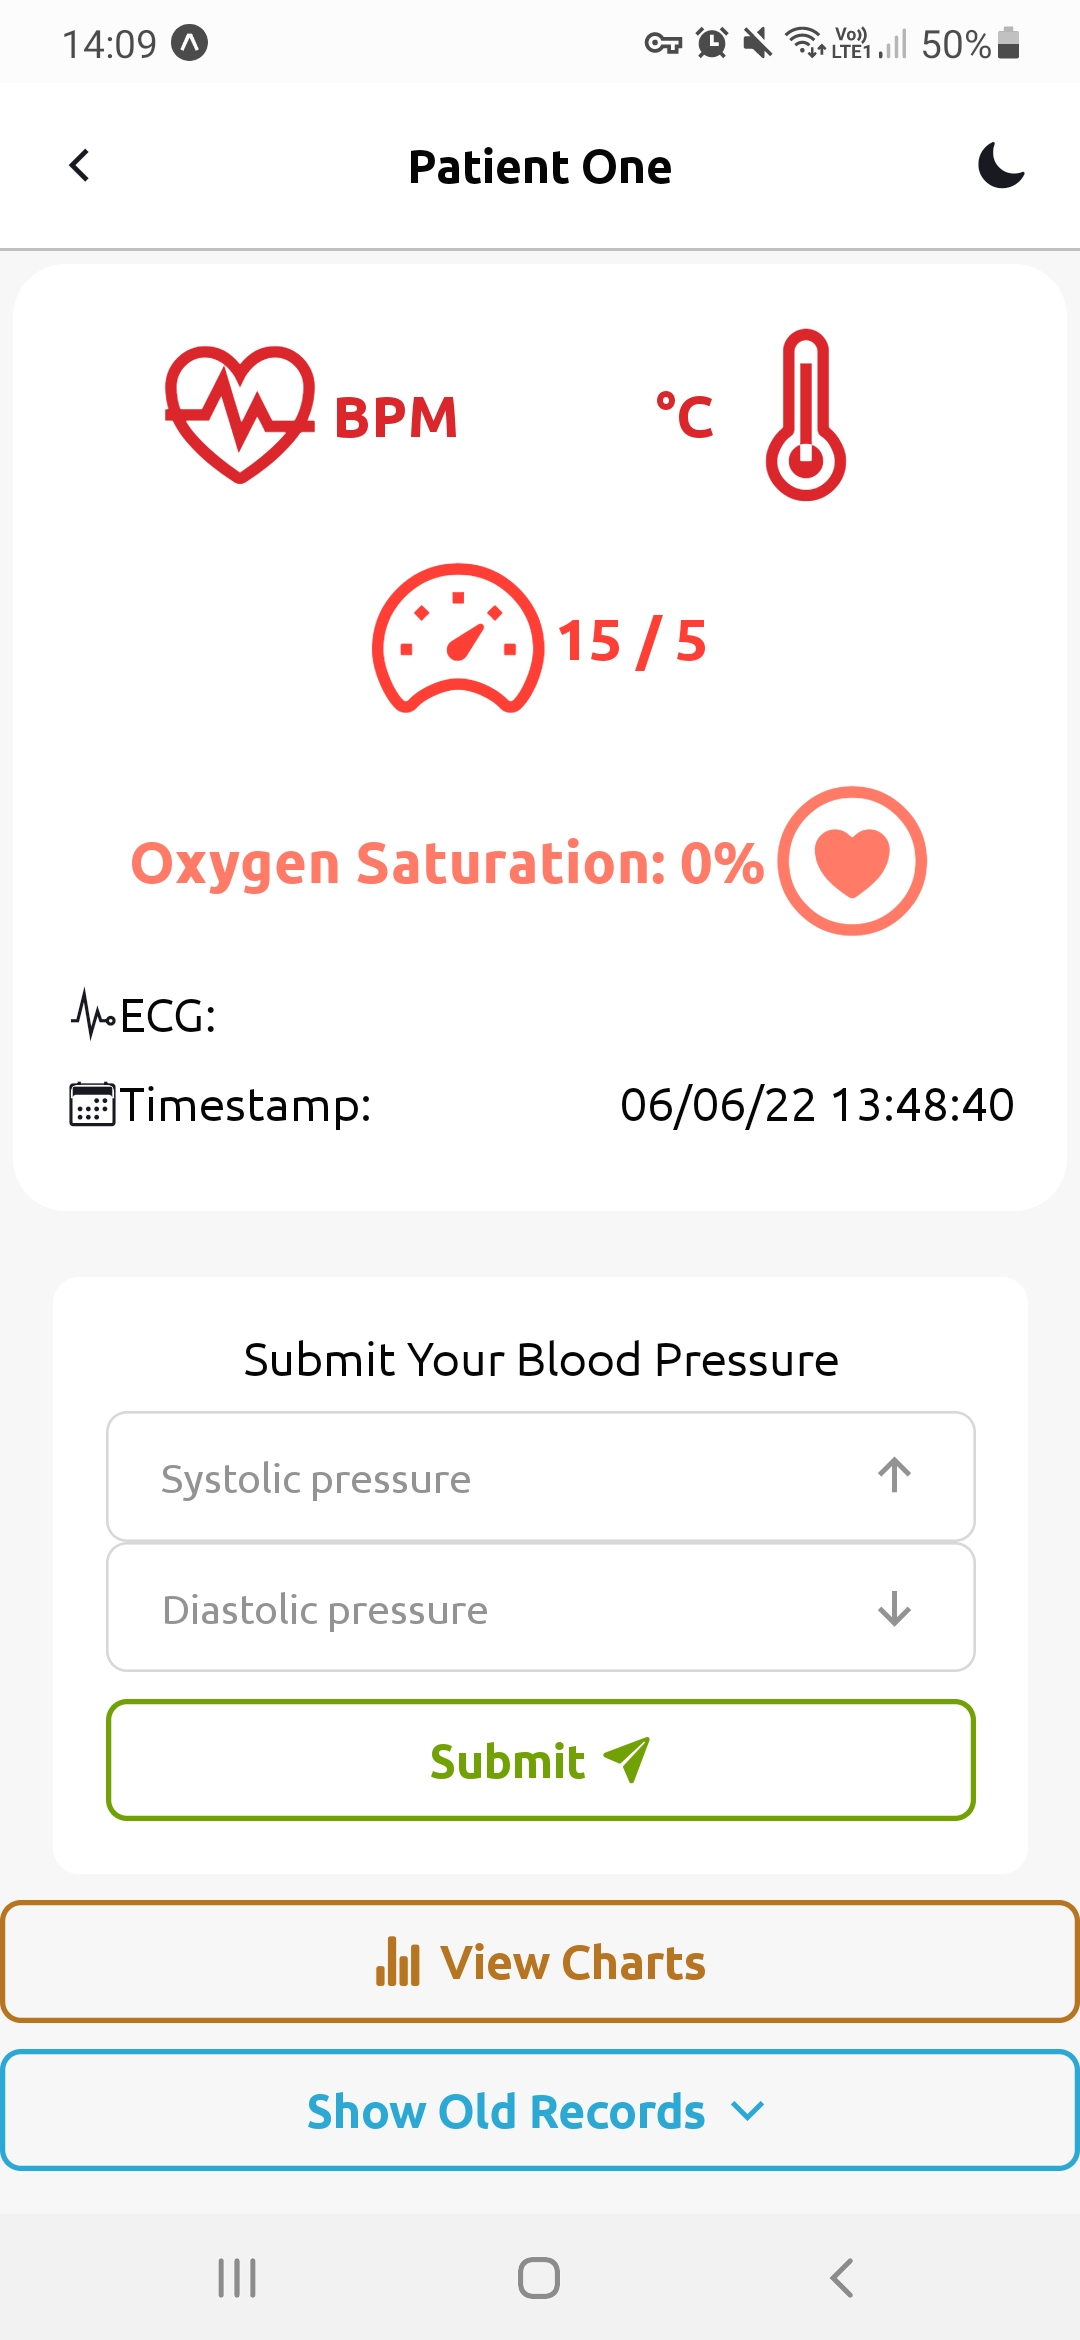 14:09
Vo)) LTE1 50%
Patient One
BPM °C
15 / 5
Oxygen Saturation: 0%
ECG:
Timestamp: 06/06/22 13:48:40
Submit Your Blood Pressure
Systolic pressure
Diastolic pressure
Submit
View Charts
Show Old Records